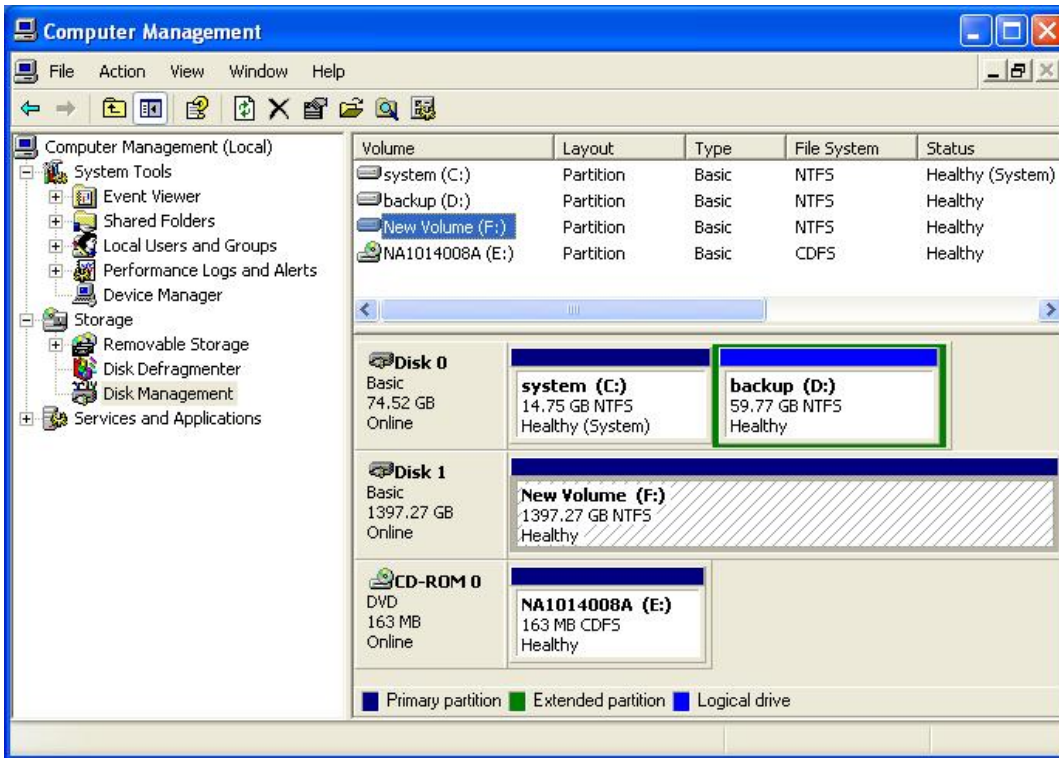 Computer Management
File Action View Window Help
Computer Management (Local)
System Tools
Event Viewer
Shared Folders
Local Users and Groups
Performance Logs and Alerts
Device Manager
Storage
Removable Storage
Disk Defragmenter
Disk Management
Services and Applications
Volume Layout Type File System Status
system (C:) Partition Basic NTFS Healthy (System)
backup (D:) Partition Basic NTFS Healthy
New Volume (F:) Partition Basic NTFS Healthy
NA1014008A (E:) Partition Basic CDFS Healthy
Disk 0
Basic
74.52 GB
Online
system (C:)
14.75 GB NTFS
Healthy (System)
backup (D:)
59.77 GB NTFS
Healthy
Disk 1
Basic
1397.27 GB
Online
New Volume (F:)
1397.27 GB NTFS
Healthy
CD-ROM 0
DVD
163 MB
Online
NA1014008A (E:)
163 MB CDFS
Healthy
Primary partition Extended partition Logical drive